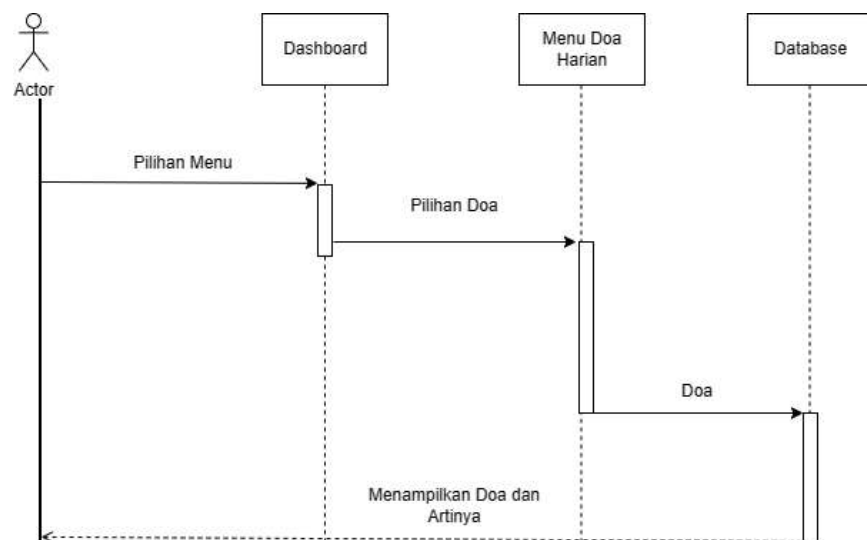 Actor
Dashboard
Menu Doa
Harian
Database
Pilihan Menu
Pilihan Doa
Doa
Menampilkan Doa dan
Artinya